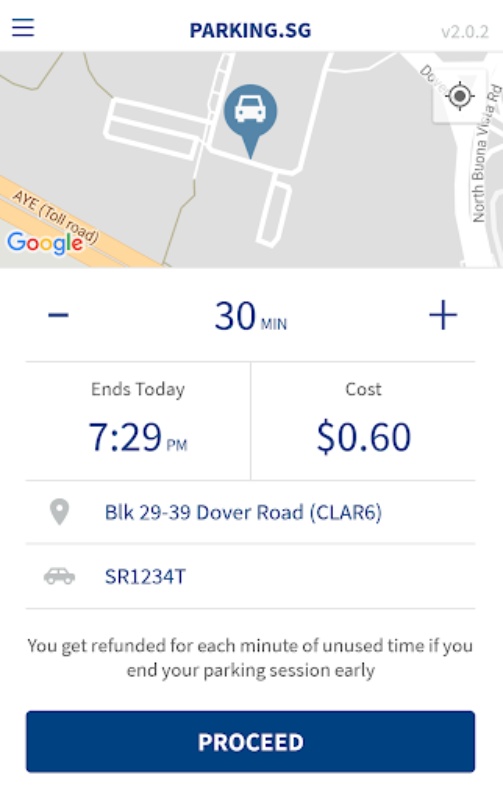 PARKING.SG
v2.0.2
Dove
North Buona Vista Rd
AYE (Toll road)
Google
30 MIN
Ends Today
Cost
7:29 PM
$0.60
Blk 29-39 Dover Road (CLAR6)
SR1234T
You get refunded for each minute of unused time if you
end your parking session early
PROCEED